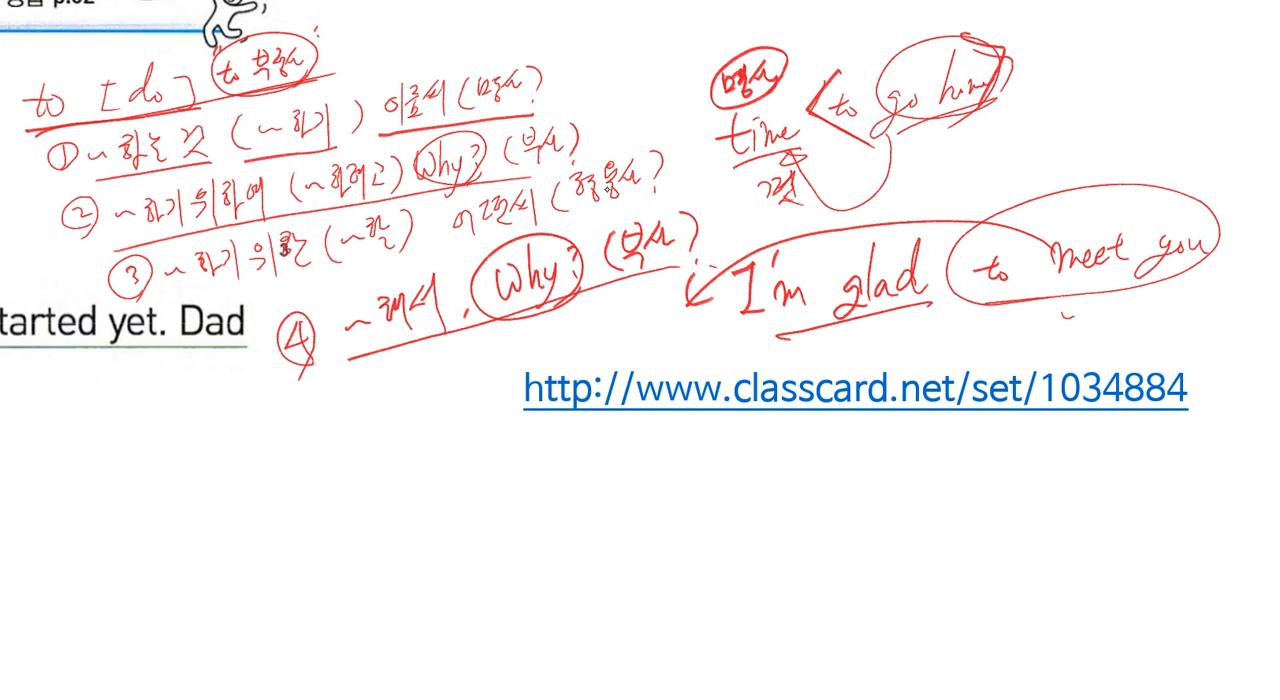 to [do] to 부정사
① ~ 하는 것 (~하기) 이름씨 (명사?
② ~하기 위하여 (~하려고) Why? (부사?
③ ~하기 위한 (~할) 어떤씨 (형용사?
④ ~해서. Why? (부사?
명사
time to go home
I'm glad to meet you
tarted yet. Dad
http://www.classcard.net/set/1034884